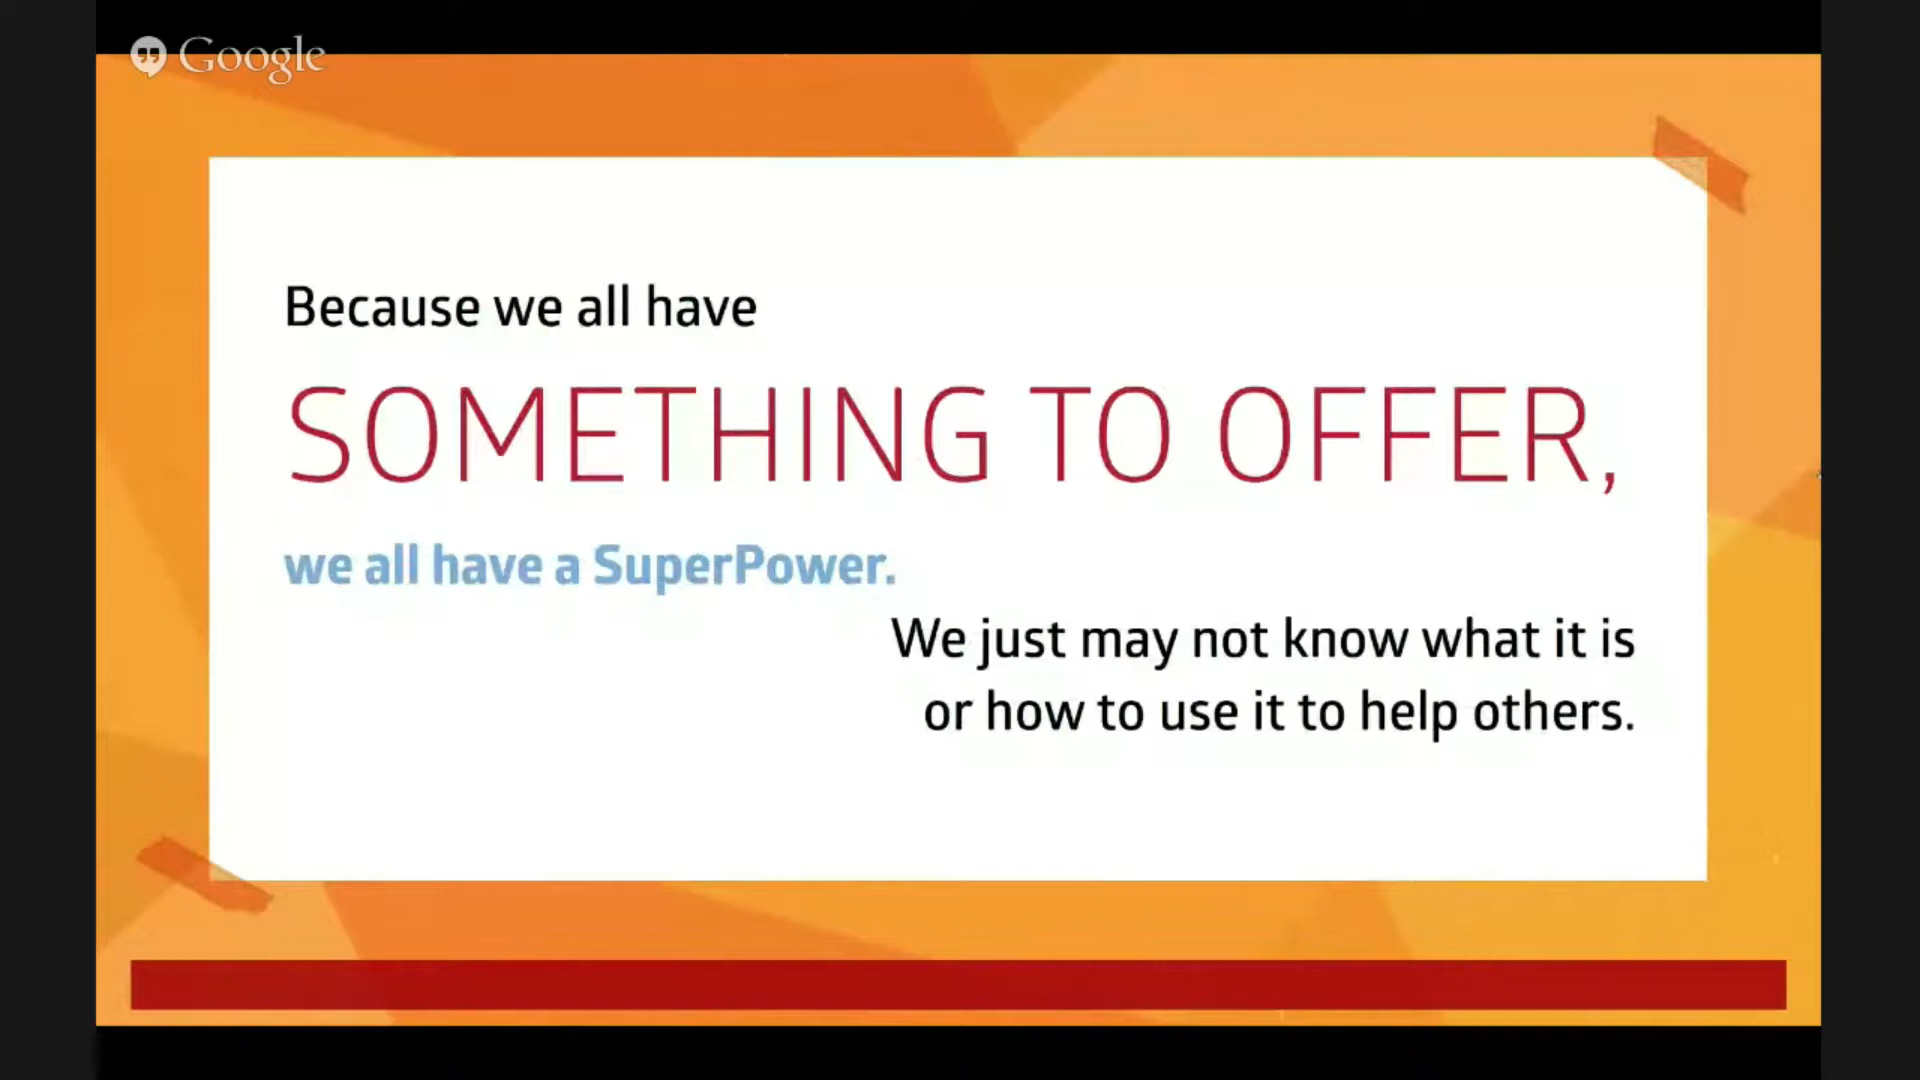 Google
Because we all have
SOMETHING TO OFFER,
we all have a SuperPower.
We just may not know what it is
or how to use it to help others.